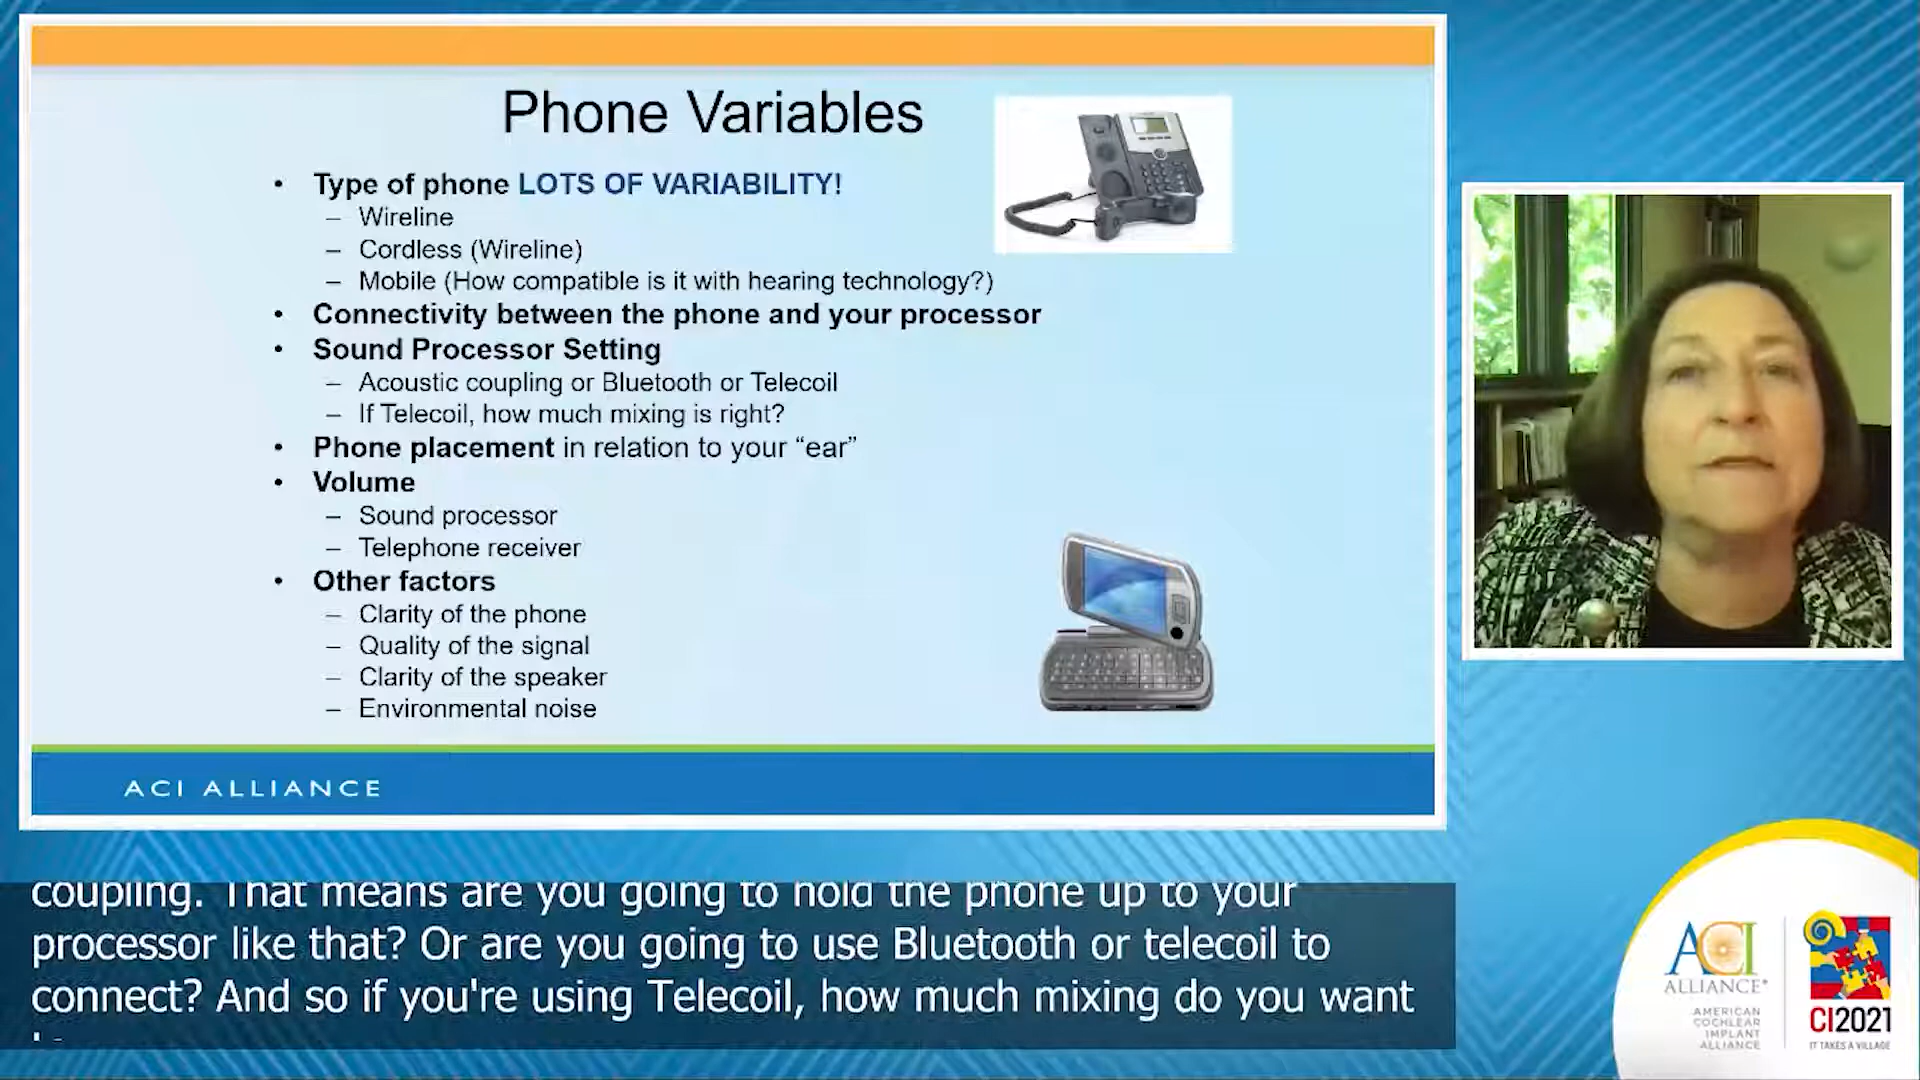 Phone Variables
• Type of phone LOTS OF VARIABILITY!
– Wireline
– Cordless (Wireline)
– Mobile (How compatible is it with hearing technology?)
• Connectivity between the phone and your processor
• Sound Processor Setting
– Acoustic coupling or Bluetooth or Telecoil
– If Telecoil, how much mixing is right?
• Phone placement in relation to your “ear”
• Volume
– Sound processor
– Telephone receiver
• Other factors
– Clarity of the phone
– Quality of the signal
– Clarity of the speaker
– Environmental noise
ACI ALLIANCE
coupling. That means are you going to hold the phone up to your
processor like that? Or are you going to use Bluetooth or telecoil to
connect? And so if you're using Telecoil, how much mixing do you want
ACI
ALLIANCE®
AMERICAN
COCHLEAR
IMPLANT
ALLIANCE
CI2021
IT TAKES A VILLAGE